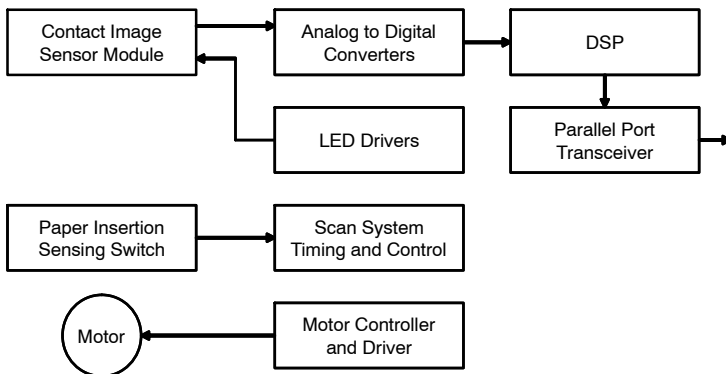 Contact Image
Sensor Module
Analog to Digital
Converters
DSP
LED Drivers
Parallel Port
Transceiver
Paper Insertion
Sensing Switch
Scan System
Timing and Control
Motor
Motor Controller
and Driver